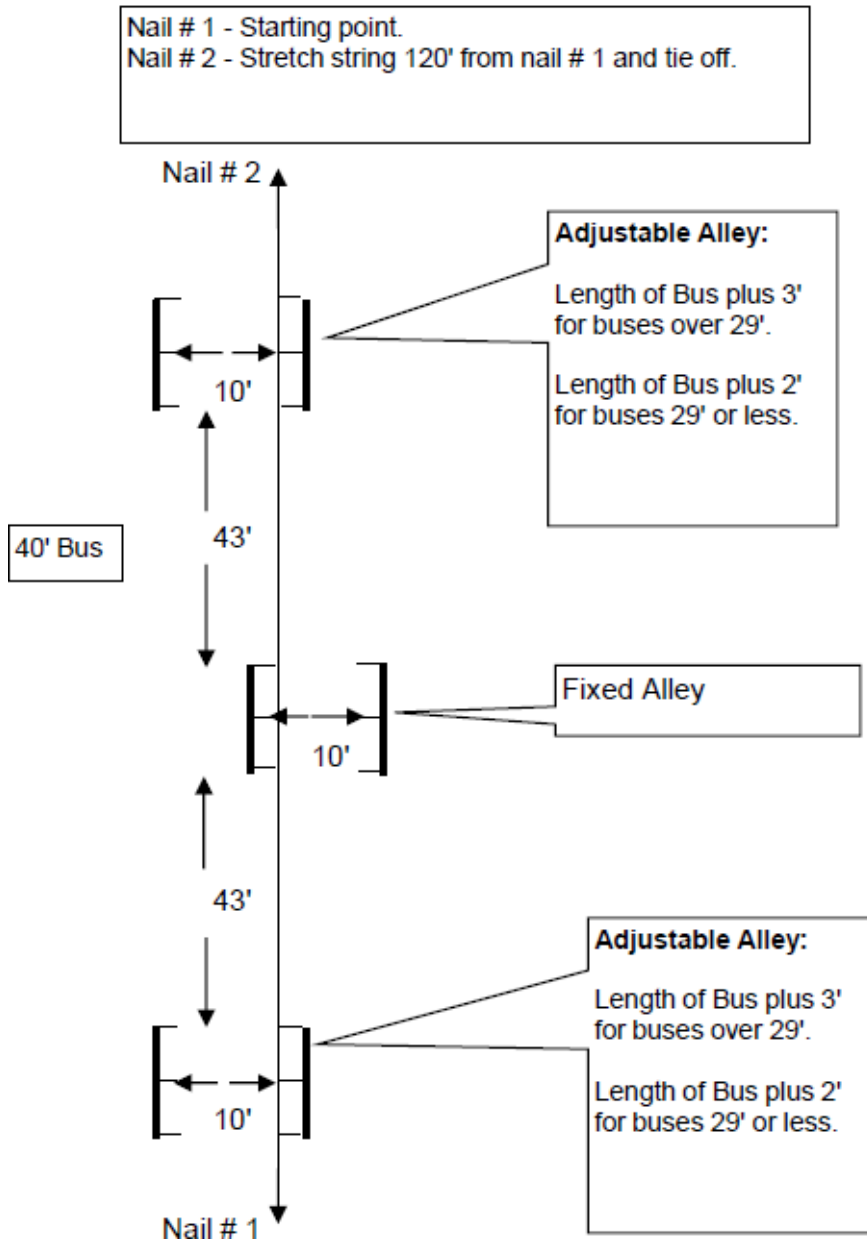 Nail # 1 - Starting point.
Nail # 2 - Stretch string 120' from nail # 1 and tie off.
Nail # 2
Adjustable Alley:
Length of Bus plus 3'
for buses over 29'.
Length of Bus plus 2'
for buses 29' or less.
10'
43'
40' Bus
Fixed Alley
10'
43'
Adjustable Alley:
Length of Bus plus 3'
for buses over 29'.
Length of Bus plus 2'
for buses 29' or less.
10'
Nail # 1